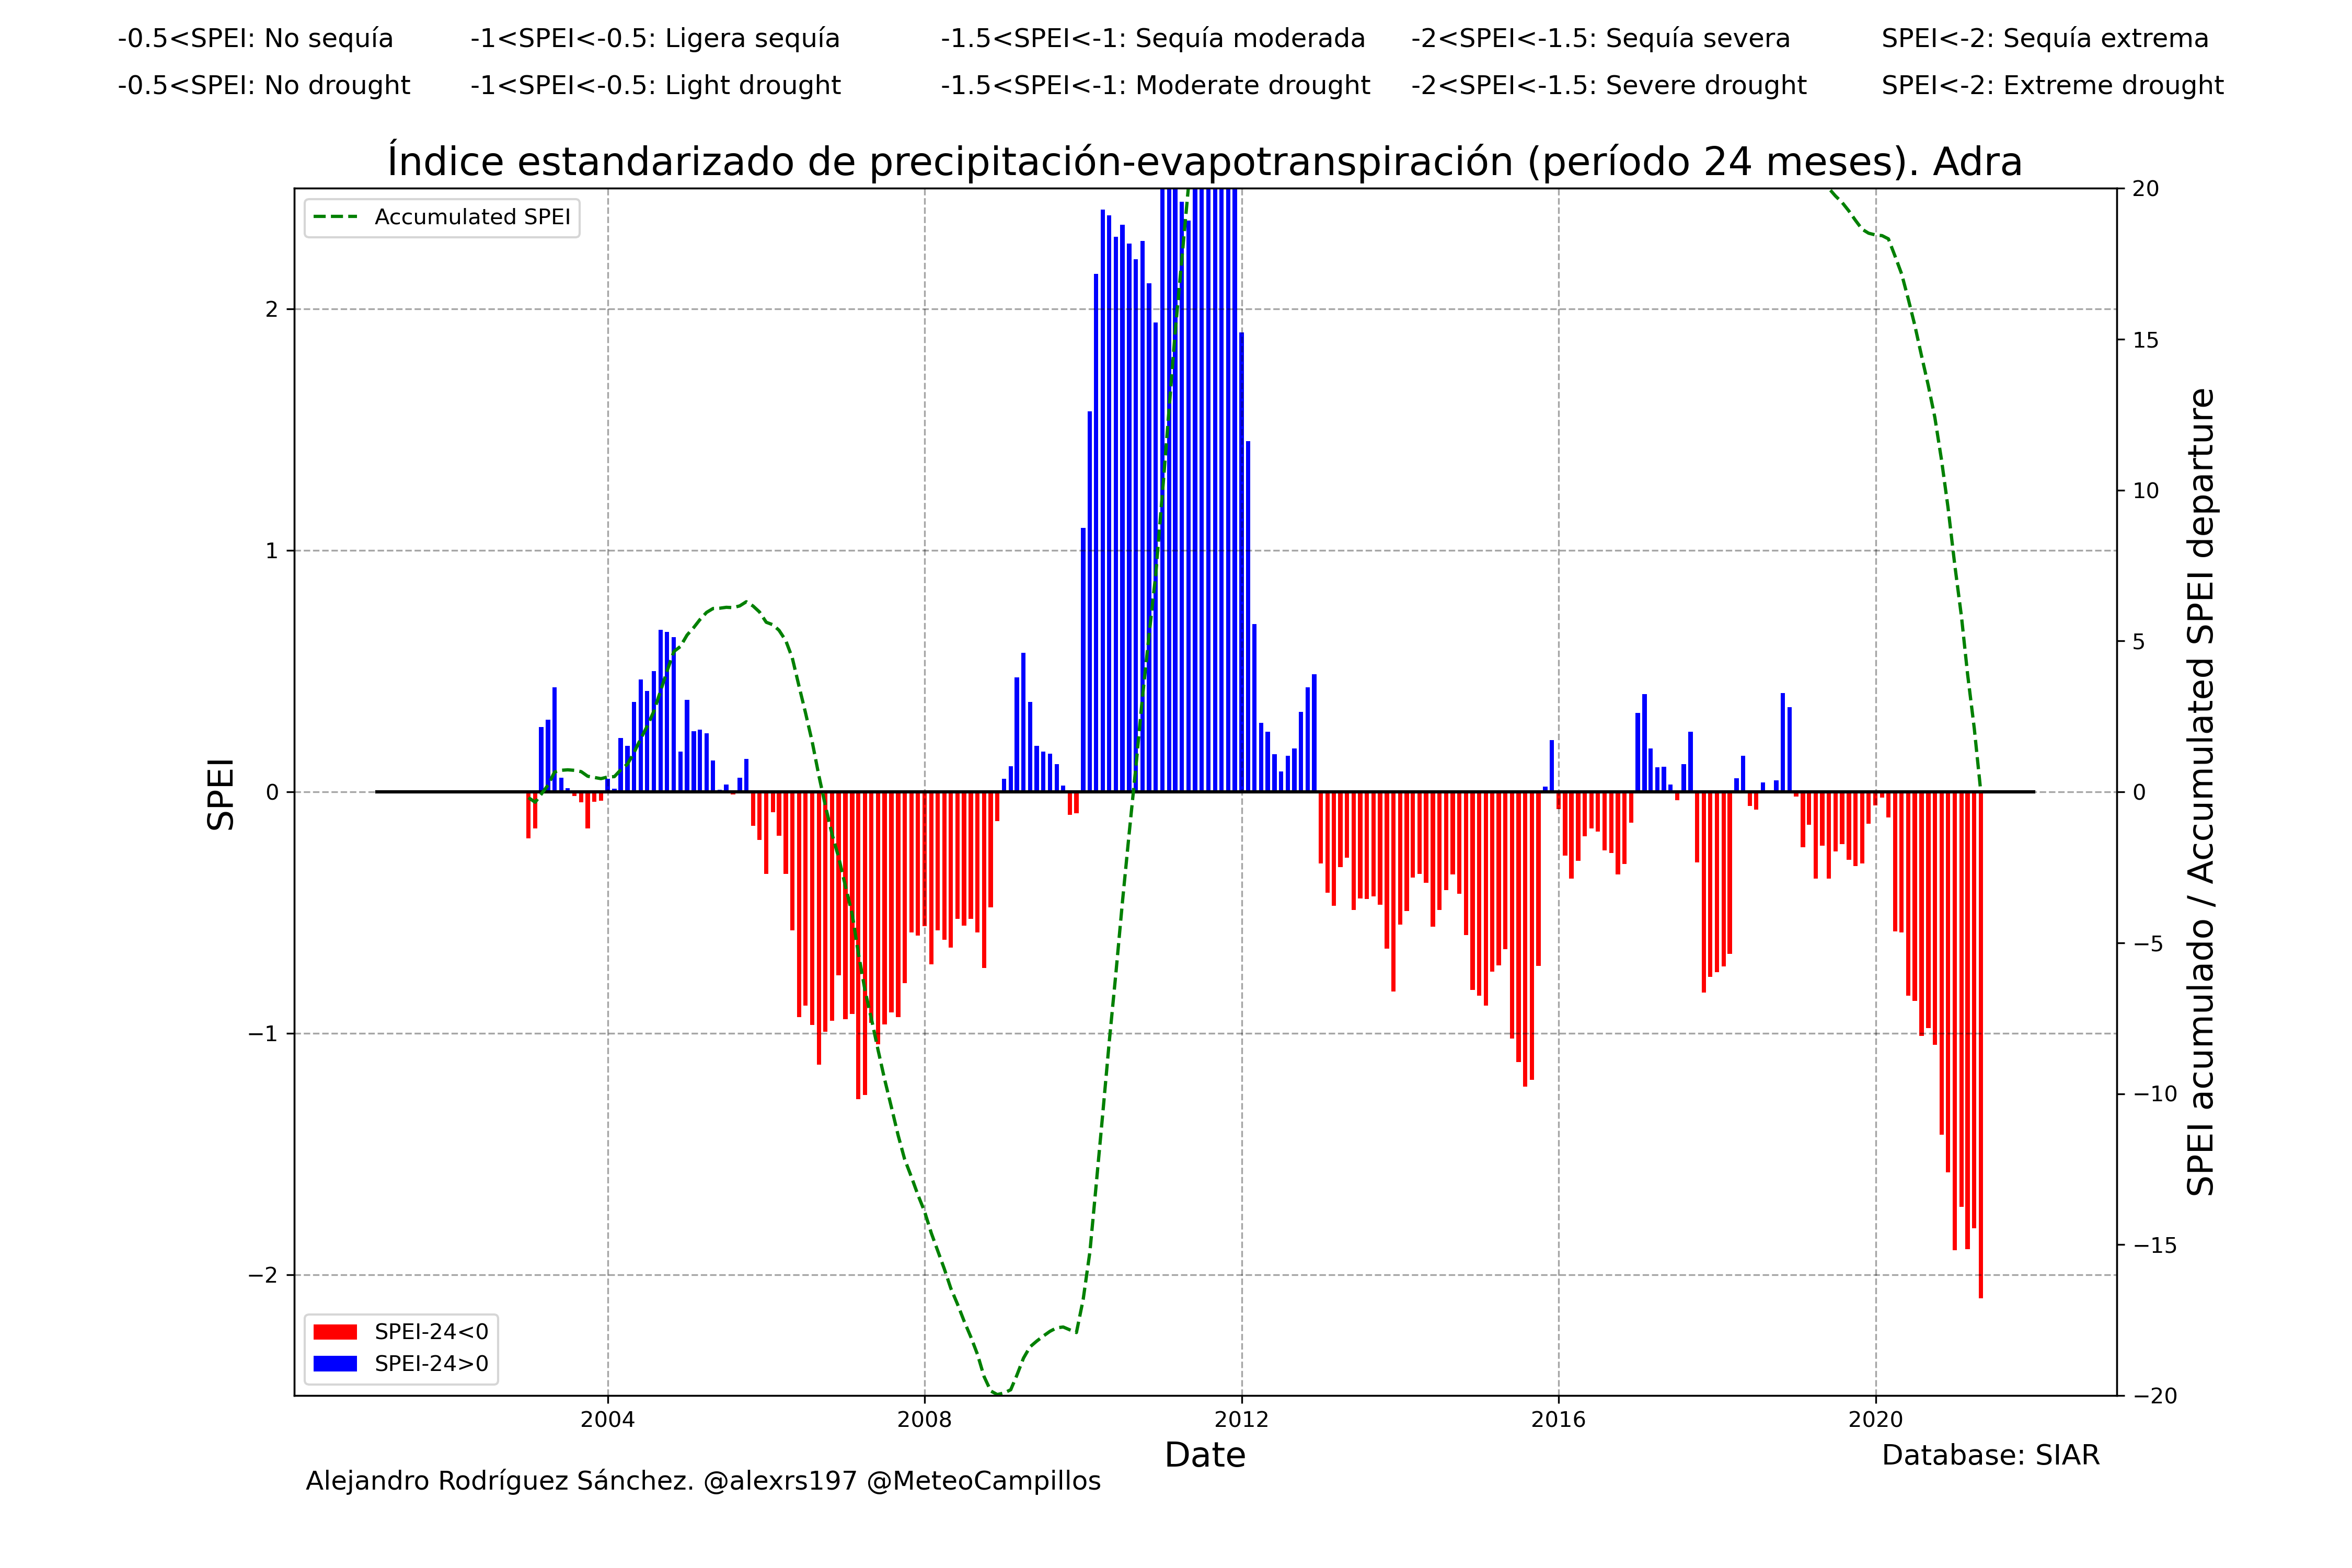 -0.5<SPEI: No sequía -1<SPEI<-0.5: Ligera sequía -1.5<SPEI<-1: Sequía moderada -2<SPEI<-1.5: Sequía severa SPEI<-2: Sequía extrema
-0.5<SPEI: No drought -1<SPEI<-0.5: Light drought -1.5<SPEI<-1: Moderate drought -2<SPEI<-1.5: Severe drought SPEI<-2: Extreme drought
Índice estandarizado de precipitación-evapotranspiración (período 24 meses). Adra
Accumulated SPEI
SPEI
2
1
0
−1
−2
20
15
10
5
0
−5
−10
−15
−20
SPEI acumulado / Accumulated SPEI departure
SPEI-24<0
SPEI-24>0
2004 2008 2012 2016 2020
Date
Database: SIAR
Alejandro Rodríguez Sánchez. @alexrs197 @MeteoCampillos